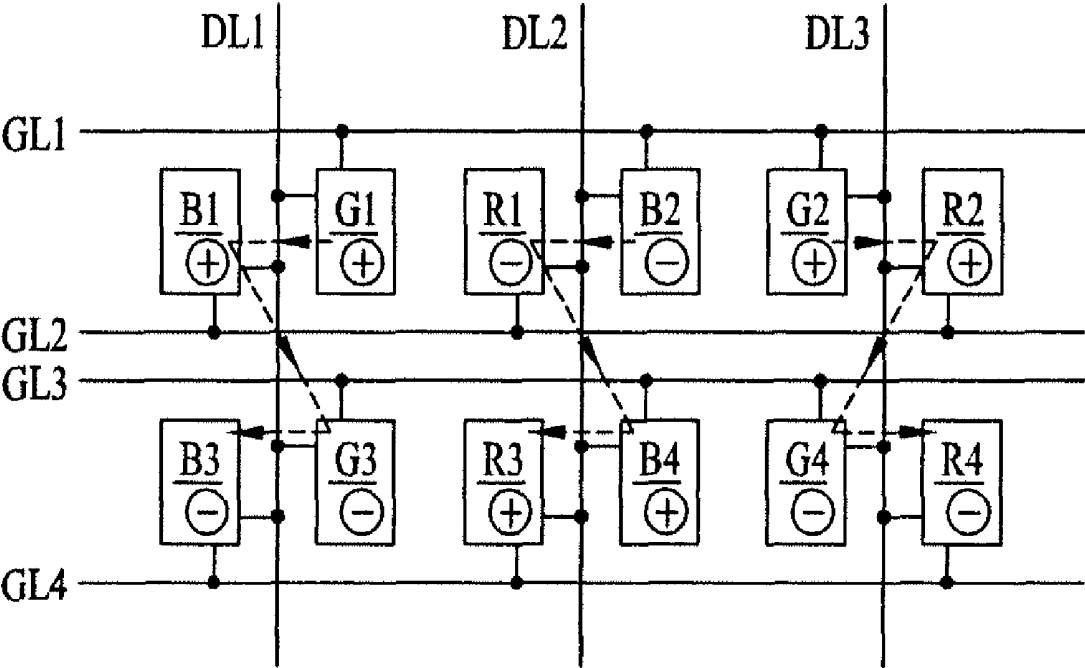 DL1 DL2 DL3
GL1
B1 G1 R1 B2 G2 R2
+ + - - + +
GL2
GL3
B3 G3 R3 B4 G4 R4
- - + + - -
GL4